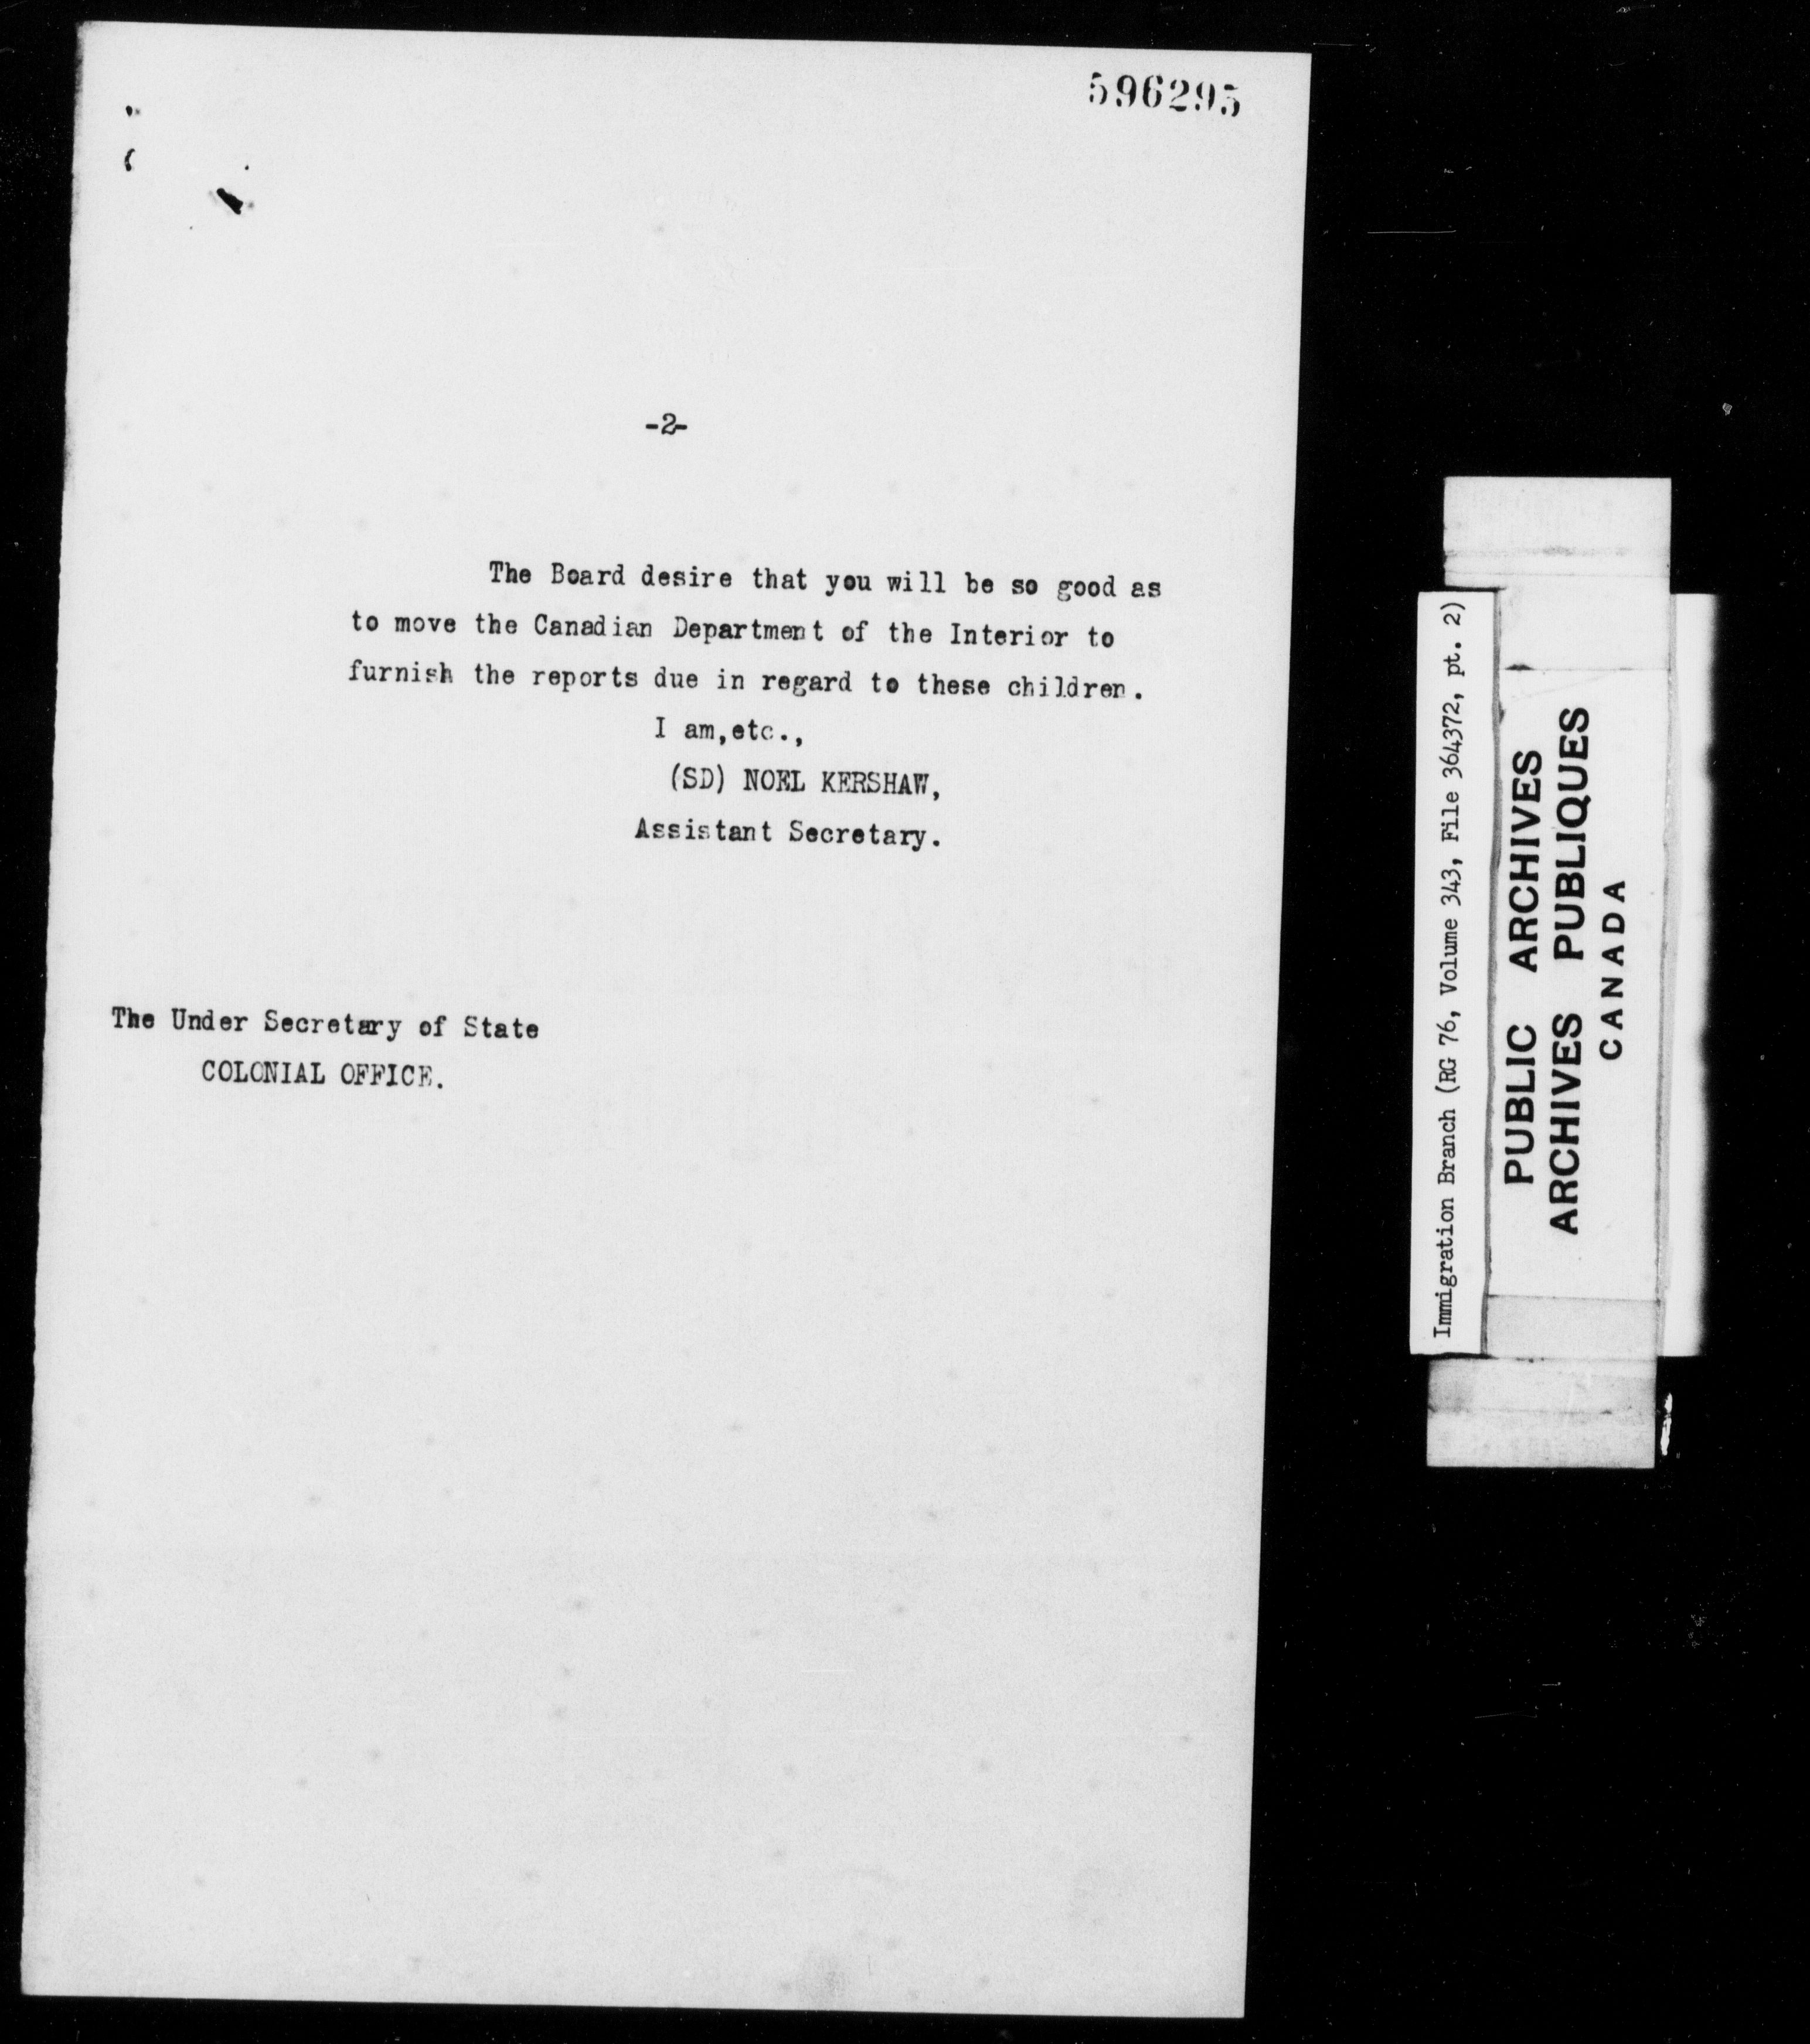 596295
-2-
The Board desire that you will be so good as
to move the Canadian Department of the Interior to
furnish the reports due in regard to these children.
I am,etc.,
(SD) NOEL KERSHAW,
Assistant Secretary.
The Under Secretary of State
COLONIAL OFFICE.
Immigration Branch (RG 76, Volume 343, File 364372, pt. 2)
PUBLIC ARCHIVES
ARCHIVES PUBLIQUES
CANADA